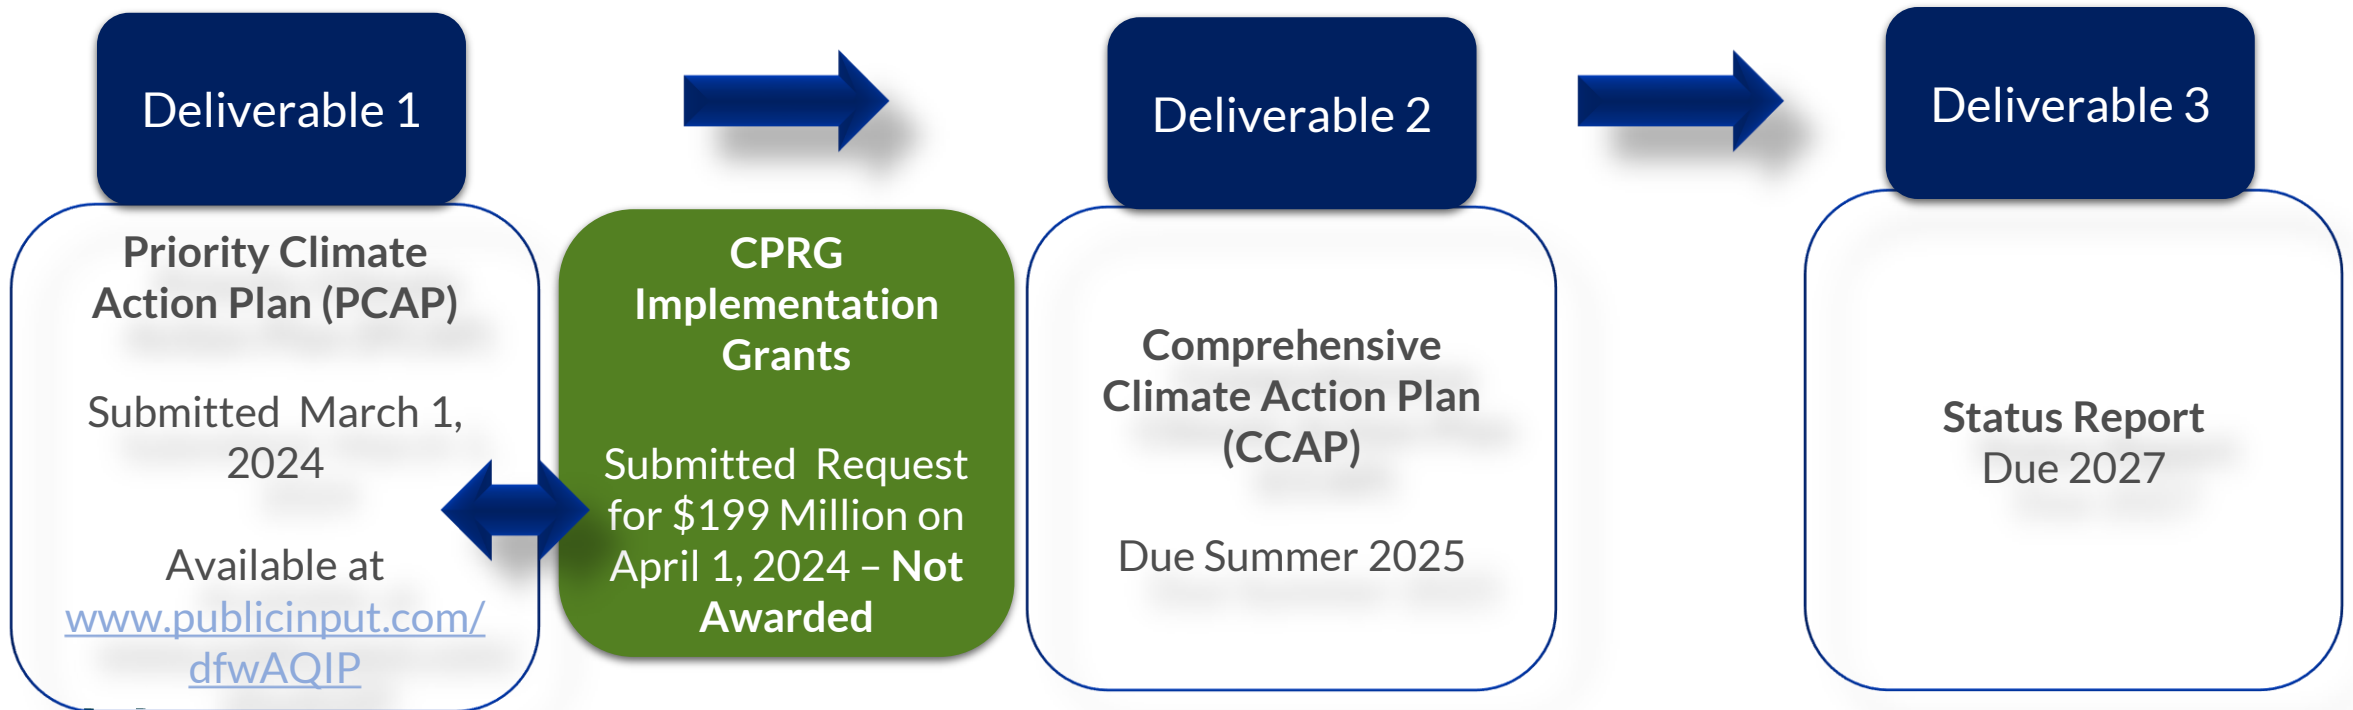 Deliverable 1
Priority Climate
Action Plan (PCAP)
Submitted  March 1,
2024
Available at
www.publicinput.com/
dfwAQIP
CPRG
Implementation
Grants
Submitted  Request
for $199 Million on
April 1, 2024 – Not
Awarded
Deliverable 2
Comprehensive
Climate Action Plan
(CCAP)
Due Summer 2025
Deliverable 3
Status Report
Due 2027